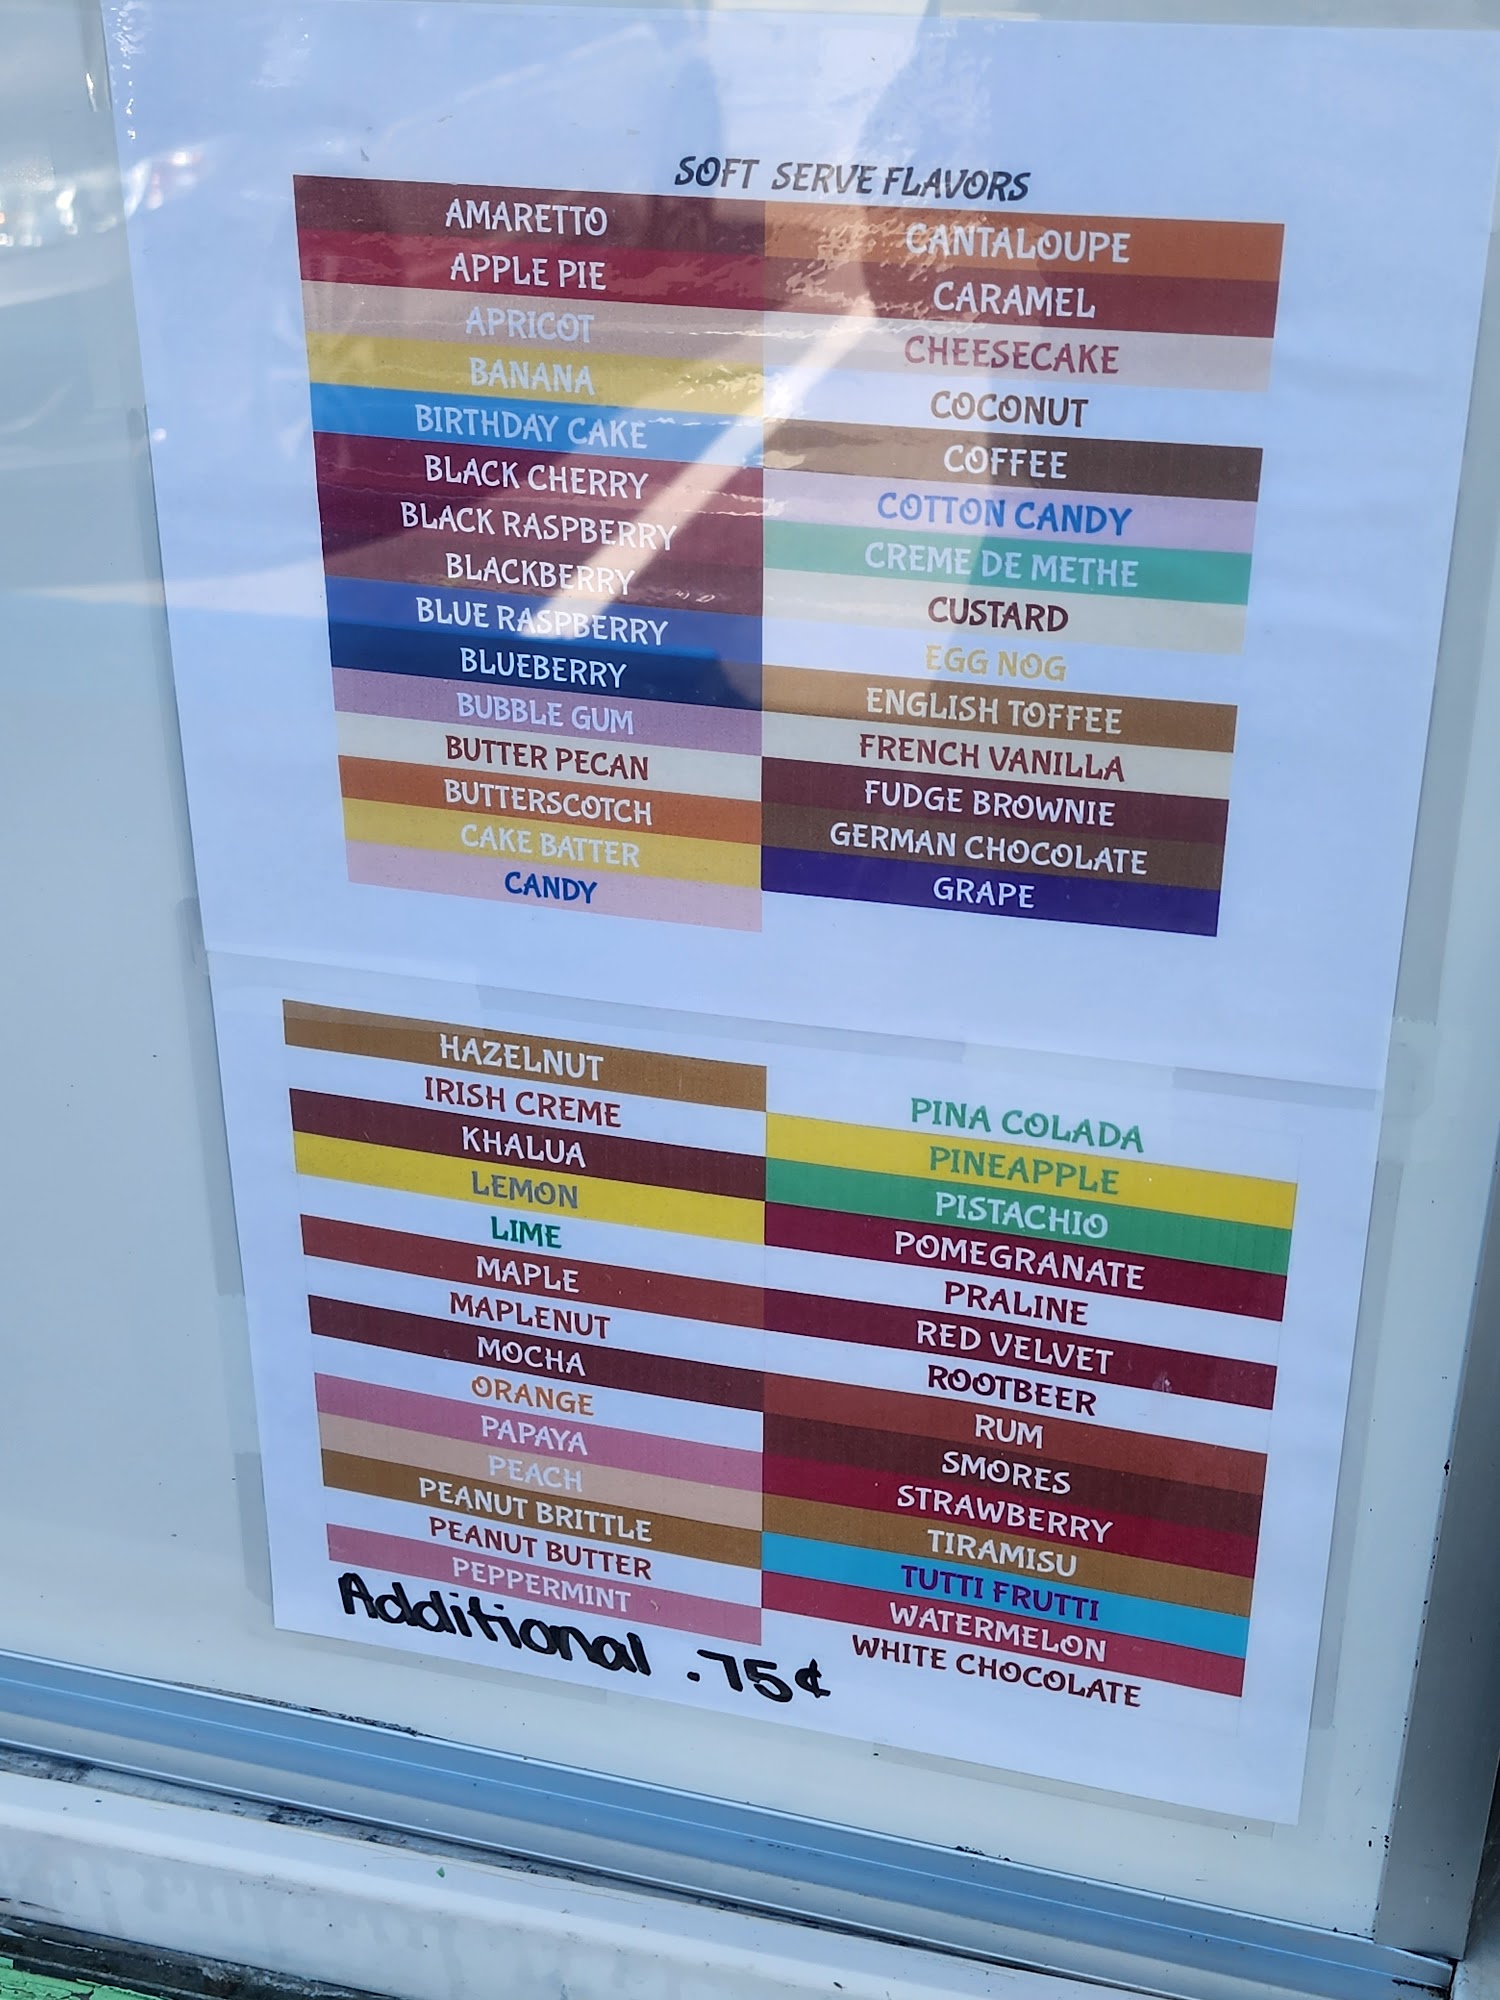 SOFT SERVE FLAVORS
AMARETTO
APPLE PIE
APRICOT
BANANA
BIRTHDAY CAKE
BLACK CHERRY
BLACK RASPBERRY
BLACKBERRY
BLUE RASPBERRY
BLUEBERRY
BUBBLE GUM
BUTTER PECAN
BUTTERSCOTCH
CAKE BATTER
CANDY
CANTALOUPE
CARAMEL
CHEESECAKE
COCONUT
COFFEE
COTTON CANDY
CREME DE METHE
CUSTARD
EGG NOG
ENGLISH TOFFEE
FRENCH VANILLA
FUDGE BROWNIE
GERMAN CHOCOLATE
GRAPE
HAZELNUT
IRISH CREME
KHALUA
LEMON
LIME
MAPLE
MAPLENUT
MOCHA
ORANGE
PAPAYA
PEACH
PEANUT BRITTLE
PEANUT BUTTER
PEPPERMINT
PINA COLADA
PINEAPPLE
PISTACHIO
POMEGRANATE
PRALINE
RED VELVET
ROOTBEER
RUM
SMORES
STRAWBERRY
TIRAMISU
TUTTI FRUTTI
WATERMELON
WHITE CHOCOLATE
Additional .75¢